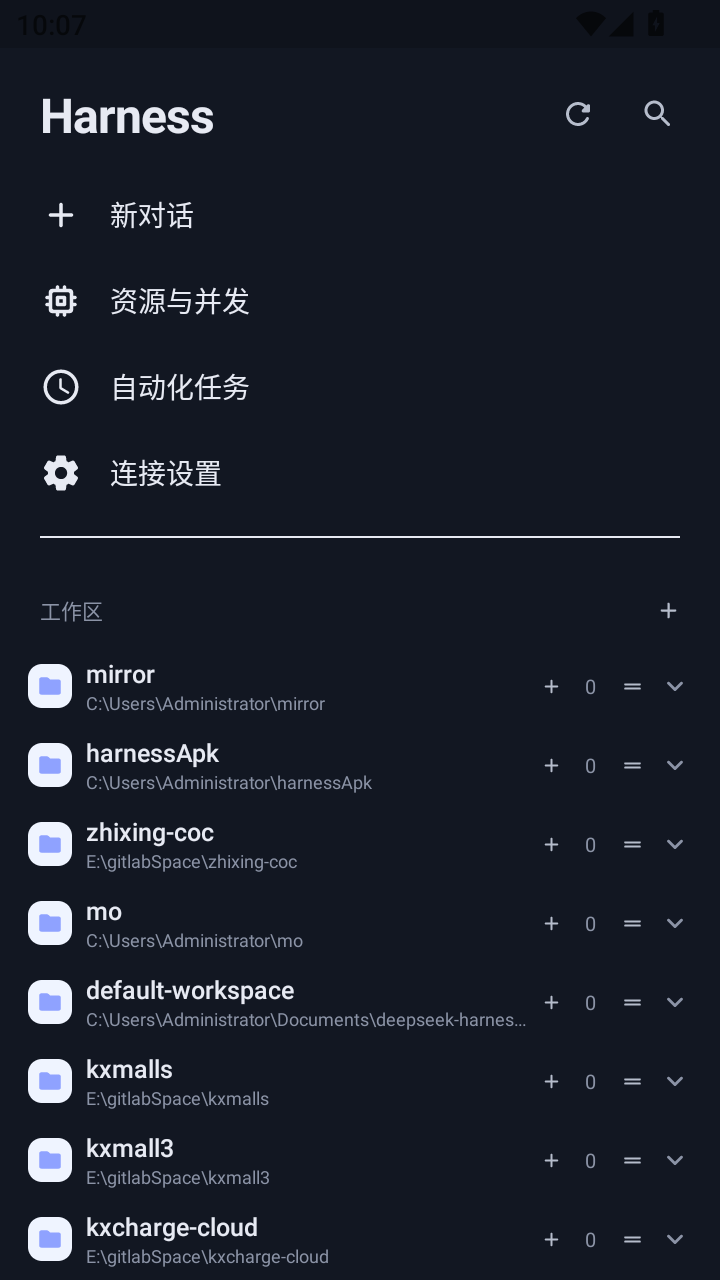 10:07
Harness
新对话
资源与并发
自动化任务
连接设置
工作区
mirror
C:\Users\Administrator\mirror
0
harnessApk
C:\Users\Administrator\harnessApk
0
zhixing-coc
E:\gitlabSpace\zhixing-coc
0
mo
C:\Users\Administrator\mo
0
default-workspace
C:\Users\Administrator\Documents\deepseek-harnes...
0
kxmalls
E:\gitlabSpace\kxmalls
0
kxmall3
E:\gitlabSpace\kxmall3
0
kxcharge-cloud
E:\gitlabSpace\kxcharge-cloud
0